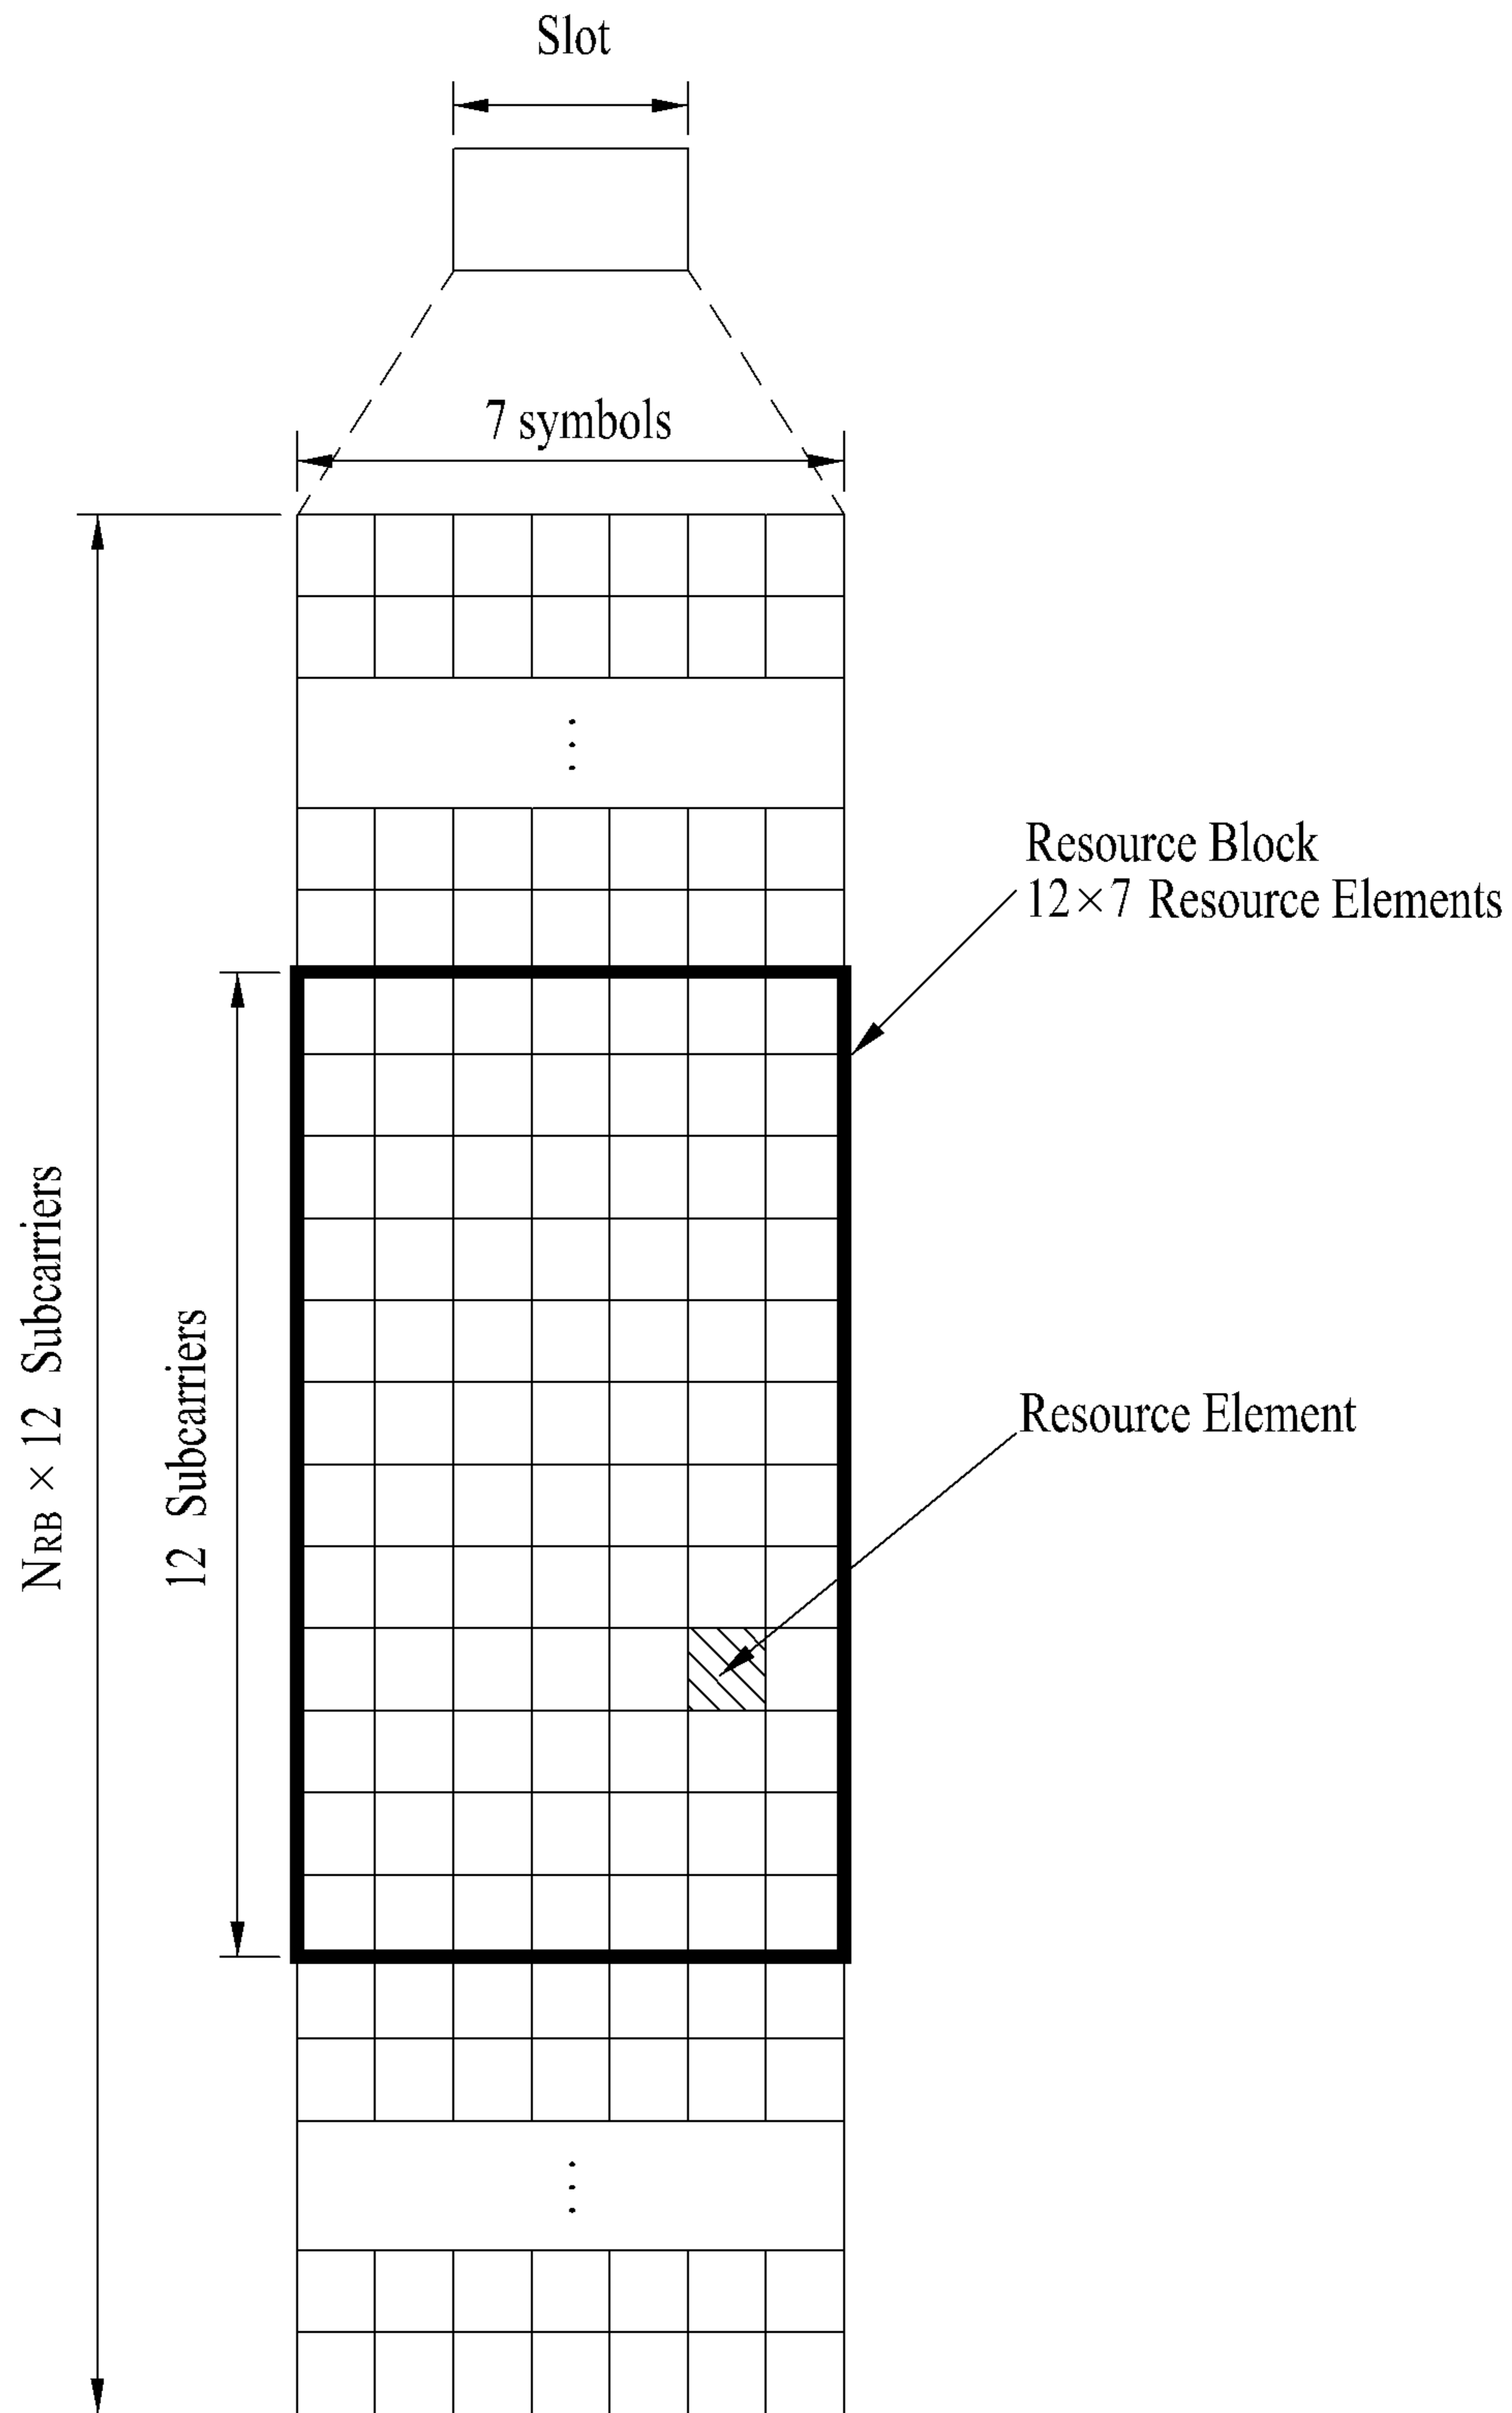 Slot
7 symbols
Resource Block
12×7 Resource Elements
NRB × 12 Subcarriers
12 Subcarriers
Resource Element